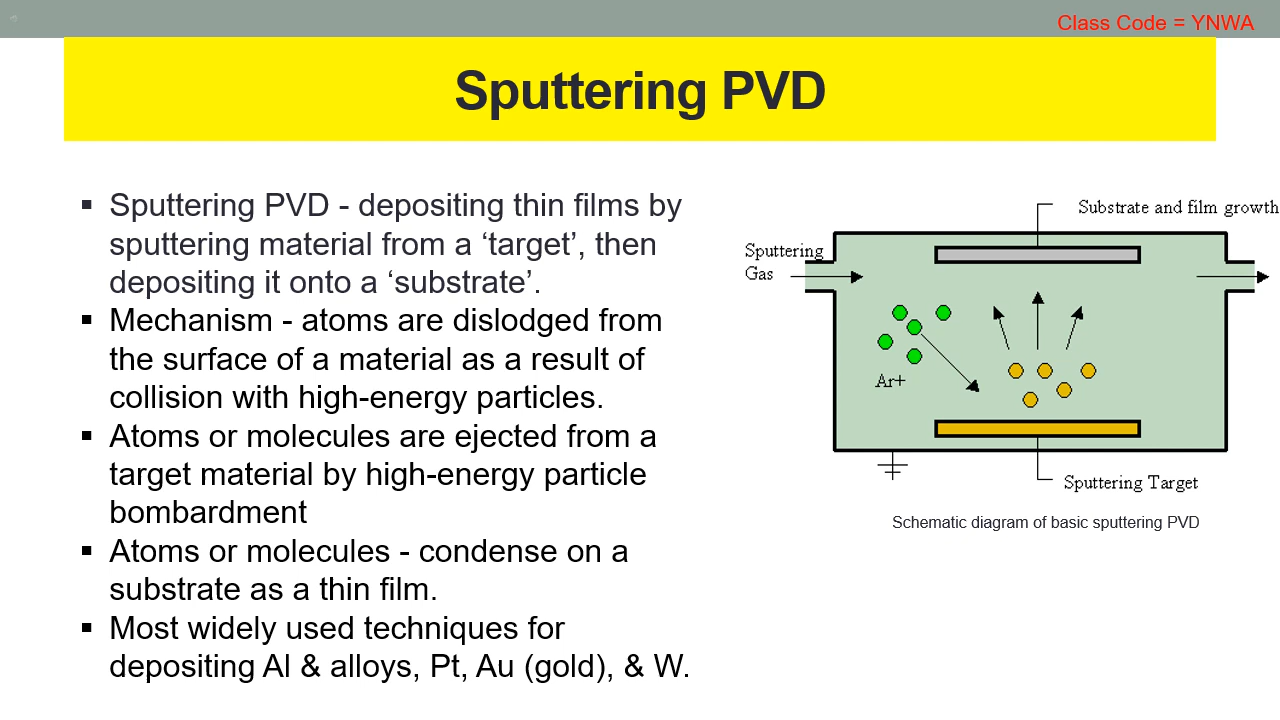 Class Code = YNWA
Sputtering PVD
▪ Sputtering PVD - depositing thin films by
sputtering material from a ‘target’, then
depositing it onto a ‘substrate’.
▪ Mechanism - atoms are dislodged from
the surface of a material as a result of
collision with high-energy particles.
▪ Atoms or molecules are ejected from a
target material by high-energy particle
bombardment
▪ Atoms or molecules - condense on a
substrate as a thin film.
▪ Most widely used techniques for
depositing Al & alloys, Pt, Au (gold), & W.
Substrate and film growth
Sputtering
Gas
Ar+
Sputtering Target
Schematic diagram of basic sputtering PVD